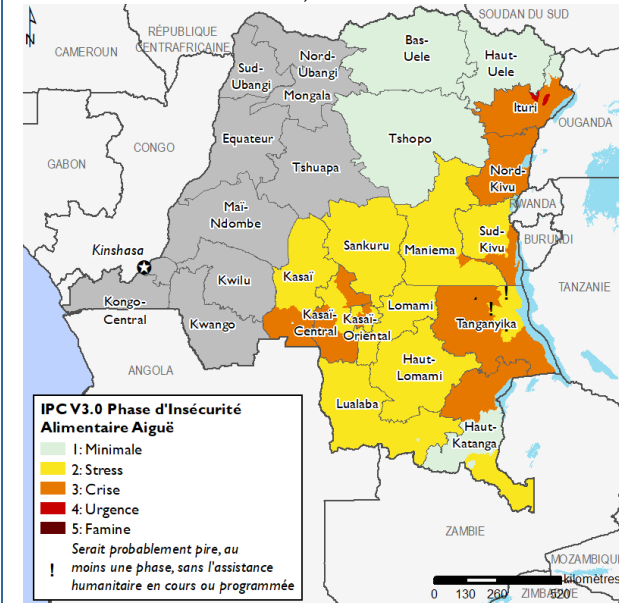 SOUDAN DU SUD
RÉPUBLIQUE
CENTRAFRICAINE
CAMEROUN
N
Bas-
Uele
Haut-
Uele
Nord-
Ubangi
Sud-
Ubangi
Mongala
Ituri
OUGANDA
CONGO
Equateur
Tshopo
Tshuapa
GABON
Nord-
Kivu
RWANDA
Maï-
Ndombe
Sankuru
Maniema
Sud-
Kivu
BURUNDI
Kinshasa
Kasaï
Kwilu
TANZANIE
Kongo-
Central
Kwango
Kasaï-
Central
Kasaï-
Oriental
Lomami
!
!
!
Tanganyika
ANGOLA
Haut-
Lomami
Lualaba
Haut-
Katanga
IPC V3.0 Phase d'Insécurité
Alimentaire Aiguë
1: Minimale
2: Stress
3: Crise
4: Urgence
5: Famine
! Serait probablement pire, au
moins une phase, sans l'assistance
humanitaire en cours ou programmée
ZAMBIE
MOZAMBIQUE
kilomètres
0 130 260 520
ZIMBABWE